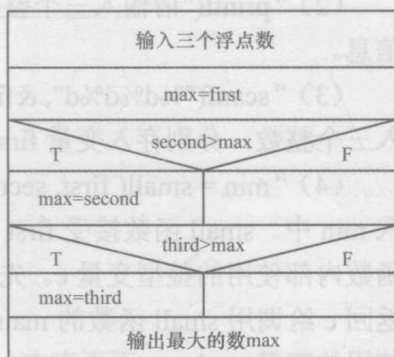 输入三个浮点数
max=first
second>max
T
F
max=second
third>max
T
F
max=third
输出最大的数max